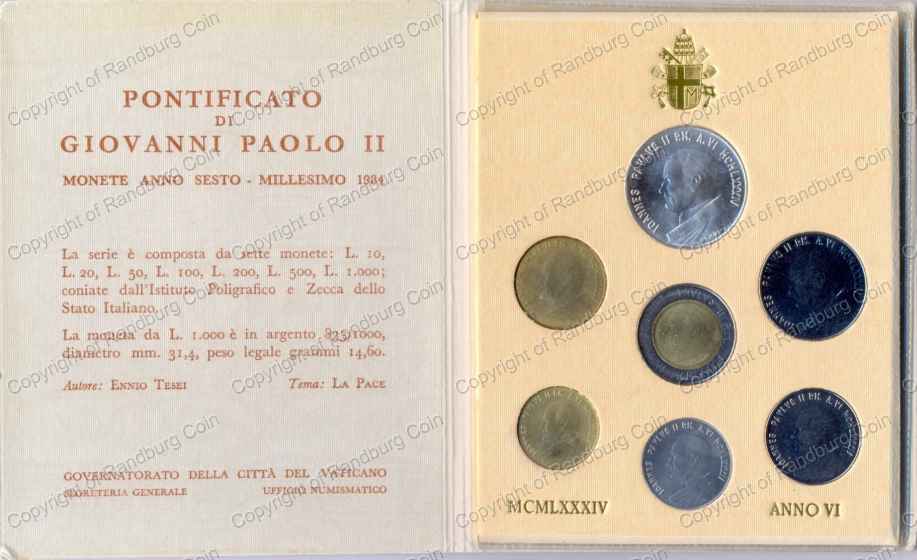 PONTIFICATO
DI
GIOVANNI PAOLO II
MONETE ANNO SESTO - MILLESIMO 1984
La serie è composta da sette monete: L. 10,
L. 20, L. 50, L. 100, L. 200, L. 500, L. 1.000;
coniate dall'Istituto Poligrafico e Zecca dello
Stato Italiano.
La moneta da L. 1.000 è in argento 835/1000,
diametro mm. 31,4, peso legale grammi 14,60.
Autore: ENNIO TESEI Tema: LA PACE
GOVERNATORATO DELLA CITTÀ DEL VATICANO
SEGRETERIA GENERALE UFFICIO NUMISMATICO
IOANNES PAVLVS II P.M. A. VI MCMLXXXIV
MCMLXXXIV ANNO VI
Copyright of Randburg Coin